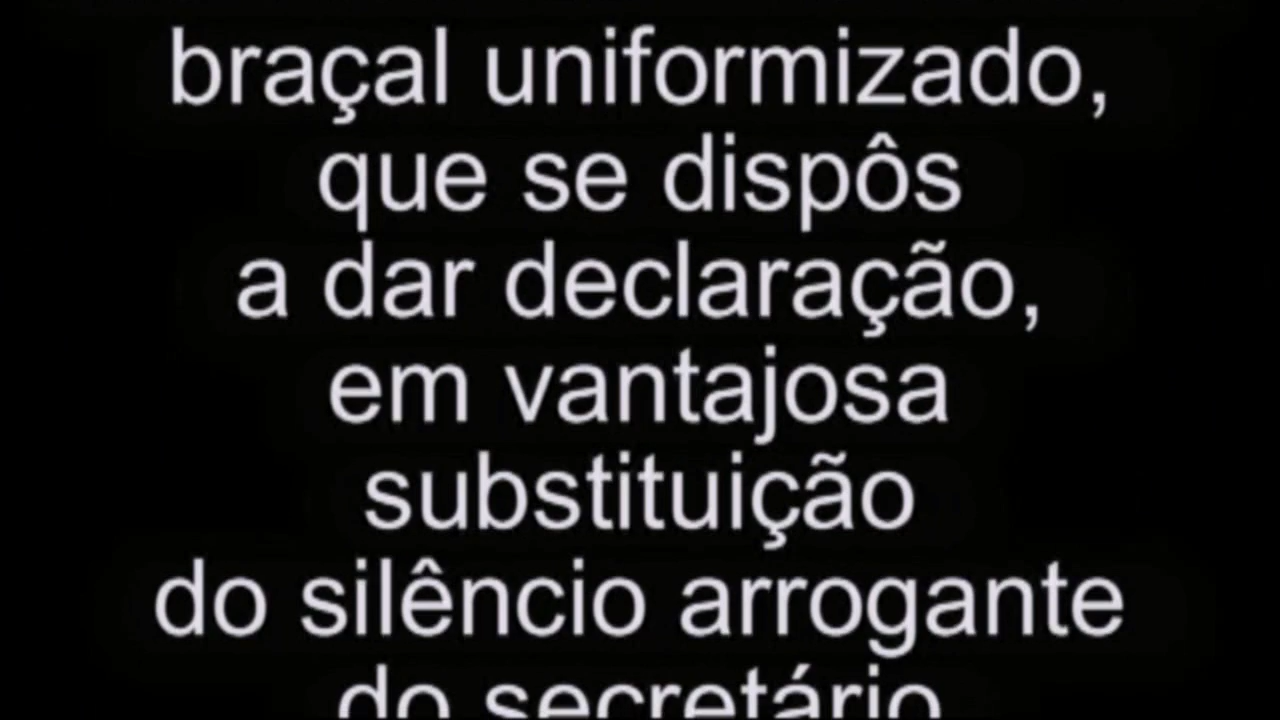 braçal uniformizado,
que se dispôs
a dar declaração,
em vantajosa
substituição
do silêncio arrogante
do secretário